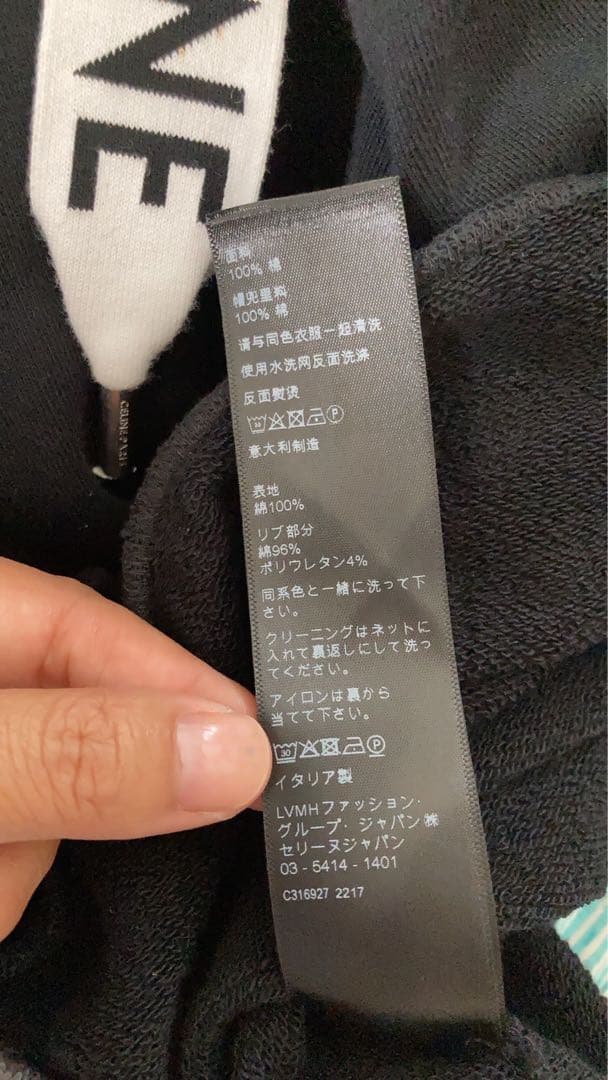 NE
CELINE PARIS
面料
100% 棉
帽兜里料
100% 棉
请与同色衣服一起清洗
使用水洗网反面洗涤
反面熨烫
30
P
意大利制造
表地
綿100%
リブ部分
綿96%
ポリウレタン4%
同系色と一緒に洗って下
さい。
クリーニングはネットに
入れて裏返しにして洗っ
てください。
アイロンは裏から
当てて下さい。
30
P
イタリア製
LVMHファッション・
グループ・ジャパン㈱
セリーヌジャパン
03 - 5414 - 1401
C316927 2217